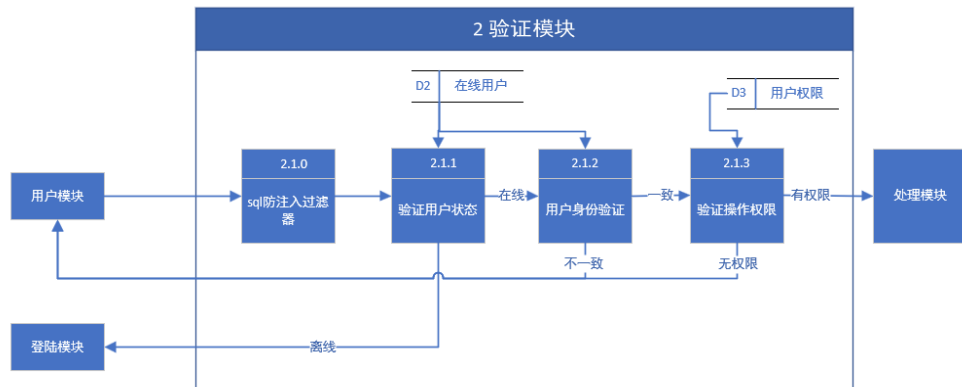 2 验证模块
D2
在线用户
D3
用户权限
2.1.0
sql防注入过滤
器
2.1.1
验证用户状态
2.1.2
用户身份验证
2.1.3
验证操作权限
用户模块
在线
一致
有权限
处理模块
不一致
无权限
登陆模块
离线